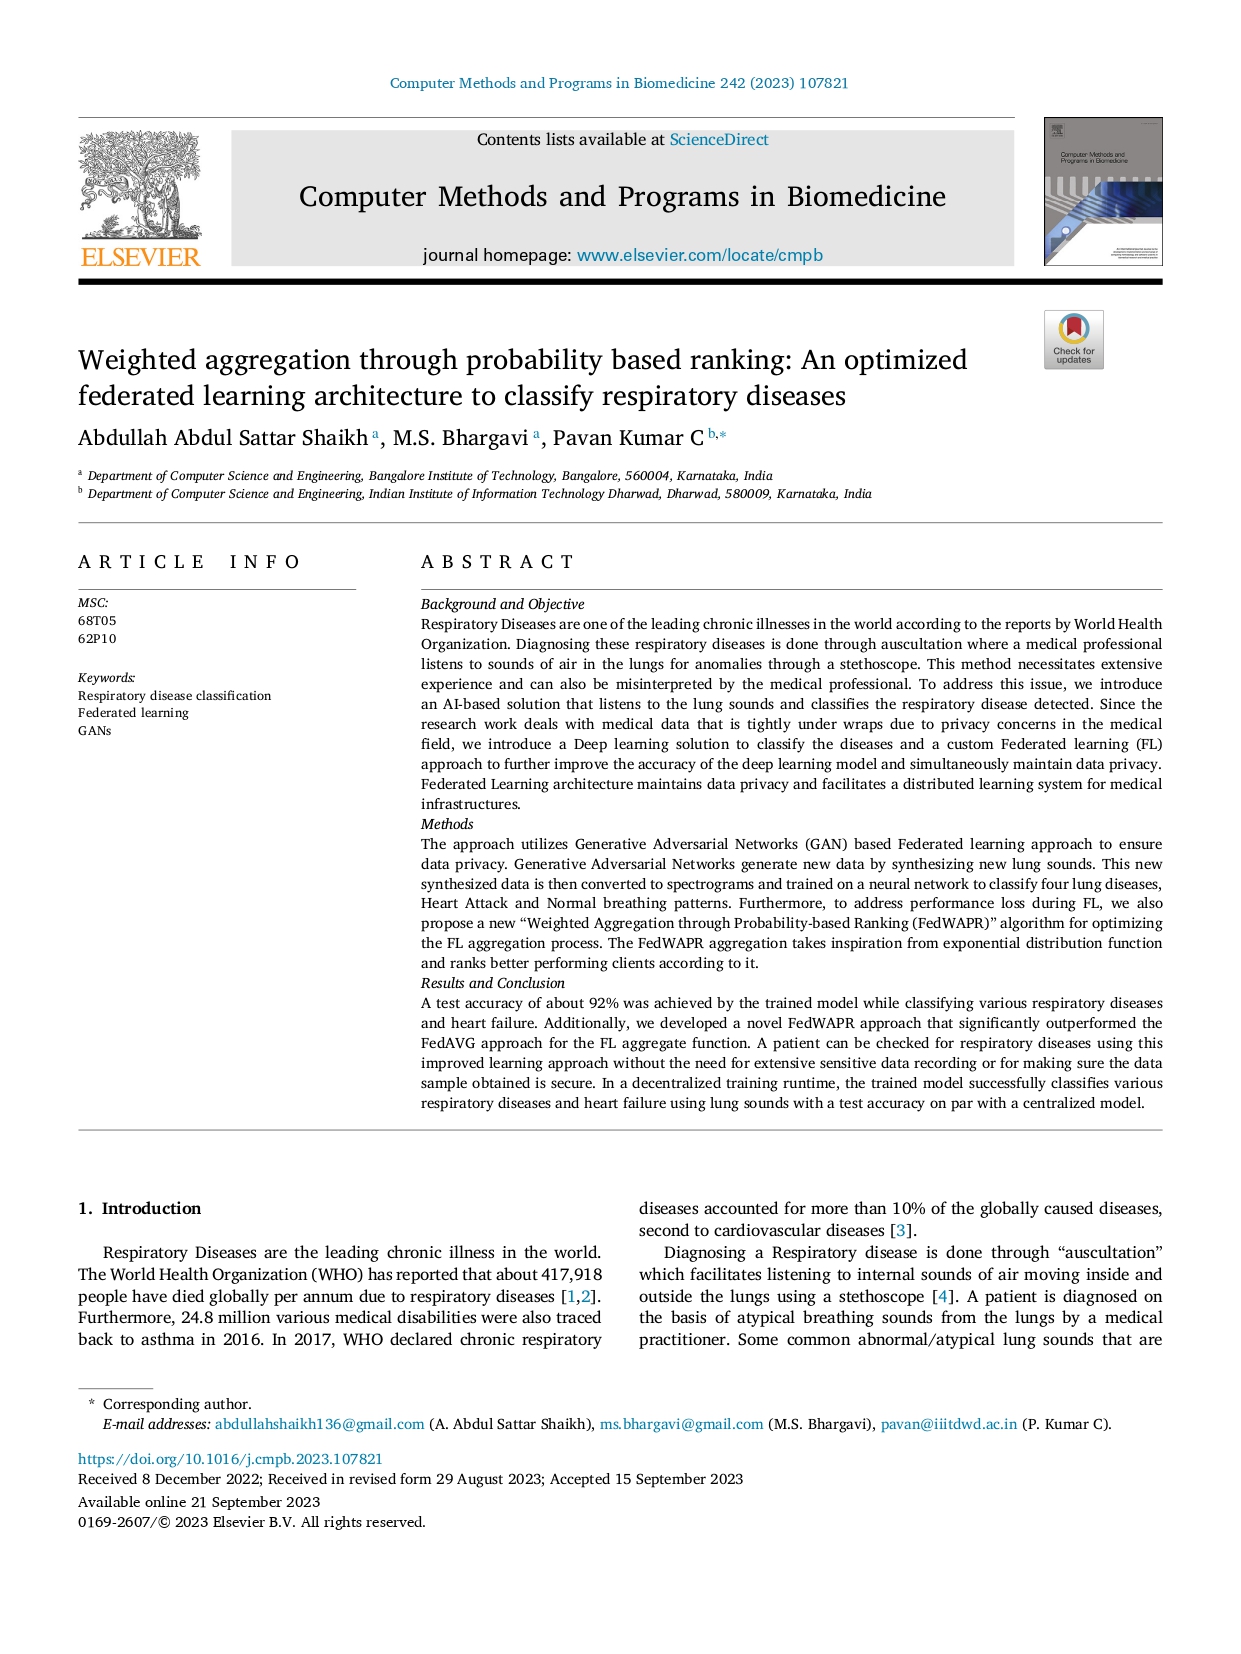 Computer Methods and Programs in Biomedicine 242 (2023) 107821
Contents lists available at ScienceDirect
Computer Methods and Programs in Biomedicine
journal homepage: www.elsevier.com/locate/cmpb
ELSEVIER
Computer Methods and
Programs in Biomedicine
Check for
updates
Weighted aggregation through probability based ranking: An optimized
federated learning architecture to classify respiratory diseases
Abdullah Abdul Sattar Shaikh a, M.S. Bhargavi a, Pavan Kumar C b,*
a Department of Computer Science and Engineering, Bangalore Institute of Technology, Bangalore, 560004, Karnataka, India
b Department of Computer Science and Engineering, Indian Institute of Information Technology Dharwad, Dharwad, 580009, Karnataka, India
ARTICLE INFO
MSC:
68T05
62P10
Keywords:
Respiratory disease classification
Federated learning
GANs
ABSTRACT
Background and Objective
Respiratory Diseases are one of the leading chronic illnesses in the world according to the reports by World Health
Organization. Diagnosing these respiratory diseases is done through auscultation where a medical professional
listens to sounds of air in the lungs for anomalies through a stethoscope. This method necessitates extensive
experience and can also be misinterpreted by the medical professional. To address this issue, we introduce
an AI-based solution that listens to the lung sounds and classifies the respiratory disease detected. Since the
research work deals with medical data that is tightly under wraps due to privacy concerns in the medical
field, we introduce a Deep learning solution to classify the diseases and a custom Federated learning (FL)
approach to further improve the accuracy of the deep learning model and simultaneously maintain data privacy.
Federated Learning architecture maintains data privacy and facilitates a distributed learning system for medical
infrastructures.
Methods
The approach utilizes Generative Adversarial Networks (GAN) based Federated learning approach to ensure
data privacy. Generative Adversarial Networks generate new data by synthesizing new lung sounds. This new
synthesized data is then converted to spectrograms and trained on a neural network to classify four lung diseases,
Heart Attack and Normal breathing patterns. Furthermore, to address performance loss during FL, we also
propose a new “Weighted Aggregation through Probability-based Ranking (FedWAPR)” algorithm for optimizing
the FL aggregation process. The FedWAPR aggregation takes inspiration from exponential distribution function
and ranks better performing clients according to it.
Results and Conclusion
A test accuracy of about 92% was achieved by the trained model while classifying various respiratory diseases
and heart failure. Additionally, we developed a novel FedWAPR approach that significantly outperformed the
FedAVG approach for the FL aggregate function. A patient can be checked for respiratory diseases using this
improved learning approach without the need for extensive sensitive data recording or for making sure the data
sample obtained is secure. In a decentralized training runtime, the trained model successfully classifies various
respiratory diseases and heart failure using lung sounds with a test accuracy on par with a centralized model.
1. Introduction
Respiratory Diseases are the leading chronic illness in the world.
The World Health Organization (WHO) has reported that about 417,918
people have died globally per annum due to respiratory diseases [1,2].
Furthermore, 24.8 million various medical disabilities were also traced
back to asthma in 2016. In 2017, WHO declared chronic respiratory
diseases accounted for more than 10% of the globally caused diseases,
second to cardiovascular diseases [3].
Diagnosing a Respiratory disease is done through “auscultation”
which facilitates listening to internal sounds of air moving inside and
outside the lungs using a stethoscope [4]. A patient is diagnosed on
the basis of atypical breathing sounds from the lungs by a medical
practitioner. Some common abnormal/atypical lung sounds that are
* Corresponding author.
E-mail addresses: abdullahshaikh136@gmail.com (A. Abdul Sattar Shaikh), ms.bhargavi@gmail.com (M.S. Bhargavi), pavan@iiitdwd.ac.in (P. Kumar C).
https://doi.org/10.1016/j.cmpb.2023.107821
Received 8 December 2022; Received in revised form 29 August 2023; Accepted 15 September 2023
Available online 21 September 2023
0169-2607/© 2023 Elsevier B.V. All rights reserved.